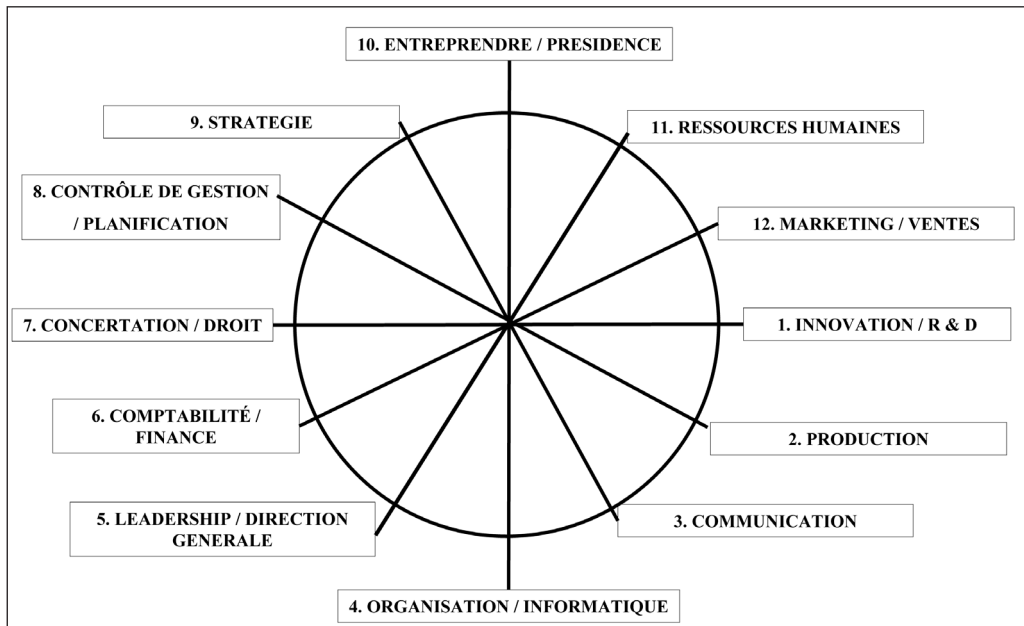 10. ENTREPRENDRE / PRESIDENCE
9. STRATEGIE
11. RESSOURCES HUMAINES
8. CONTRÔLE DE GESTION
/ PLANIFICATION
12. MARKETING / VENTES
7. CONCERTATION / DROIT
1. INNOVATION / R & D
6. COMPTABILITÉ /
FINANCE
2. PRODUCTION
5. LEADERSHIP / DIRECTION
GENERALE
3. COMMUNICATION
4. ORGANISATION / INFORMATIQUE